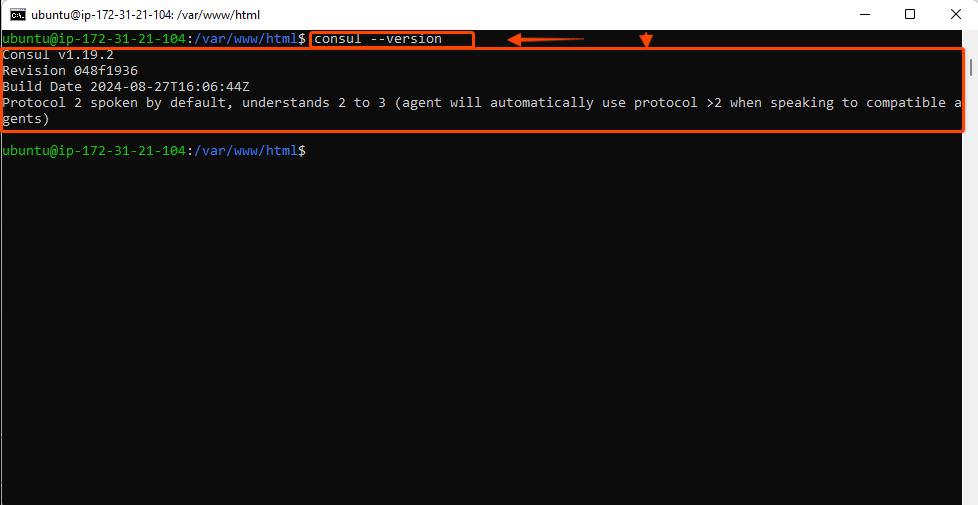 ubuntu@ip-172-31-21-104: /var/www/html
ubuntu@ip-172-31-21-104:/var/www/html$ consul --version
Consul v1.19.2
Revision 048f1936
Build Date 2024-08-27T16:06:44Z
Protocol 2 spoken by default, understands 2 to 3 (agent will automatically use protocol >2 when speaking to compatible a
gents)
ubuntu@ip-172-31-21-104:/var/www/html$